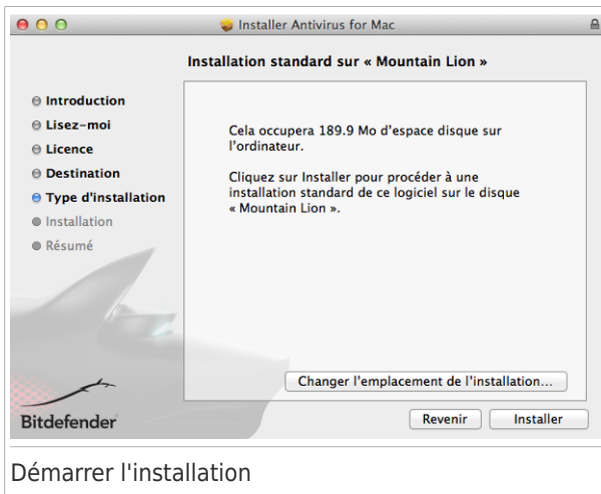 Installer Antivirus for Mac
Installation standard sur « Mountain Lion »
Introduction
Lisez-moi
Licence
Destination
Type d'installation
Installation
Résumé
Cela occupera 189.9 Mo d'espace disque sur
l'ordinateur.
Cliquez sur Installer pour procéder à une
installation standard de ce logiciel sur le disque
« Mountain Lion ».
Changer l'emplacement de l'installation...
Bitdefender
Revenir
Installer
Démarrer l'installation